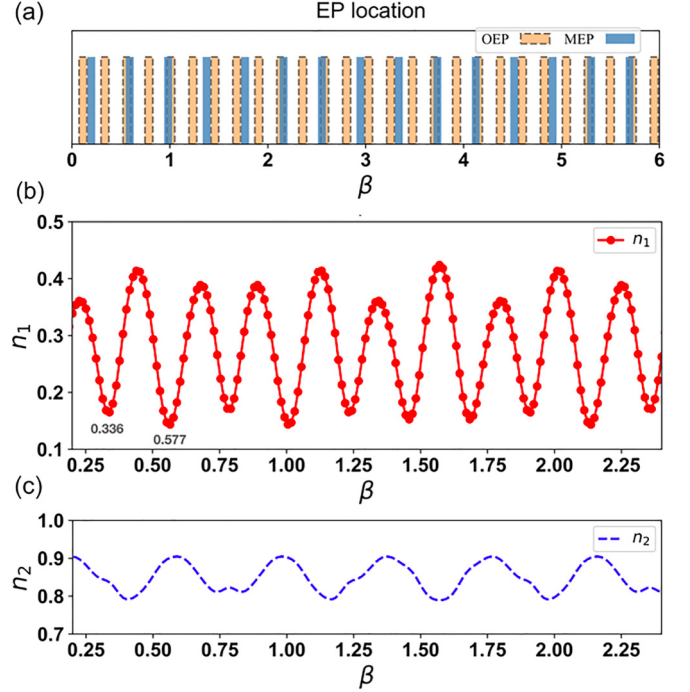 (a)
EP location
OEP MEP
0 1 2 3 4 5 6
β
(b)
0.5
n1
0.4
n₁
0.3
0.2
0.336
0.577
0.1
0.25 0.50 0.75 1.00 1.25 1.50 1.75 2.00 2.25
β
(c)
1.0
n₂
0.9
n₂
0.8
0.7
0.25 0.50 0.75 1.00 1.25 1.50 1.75 2.00 2.25
β